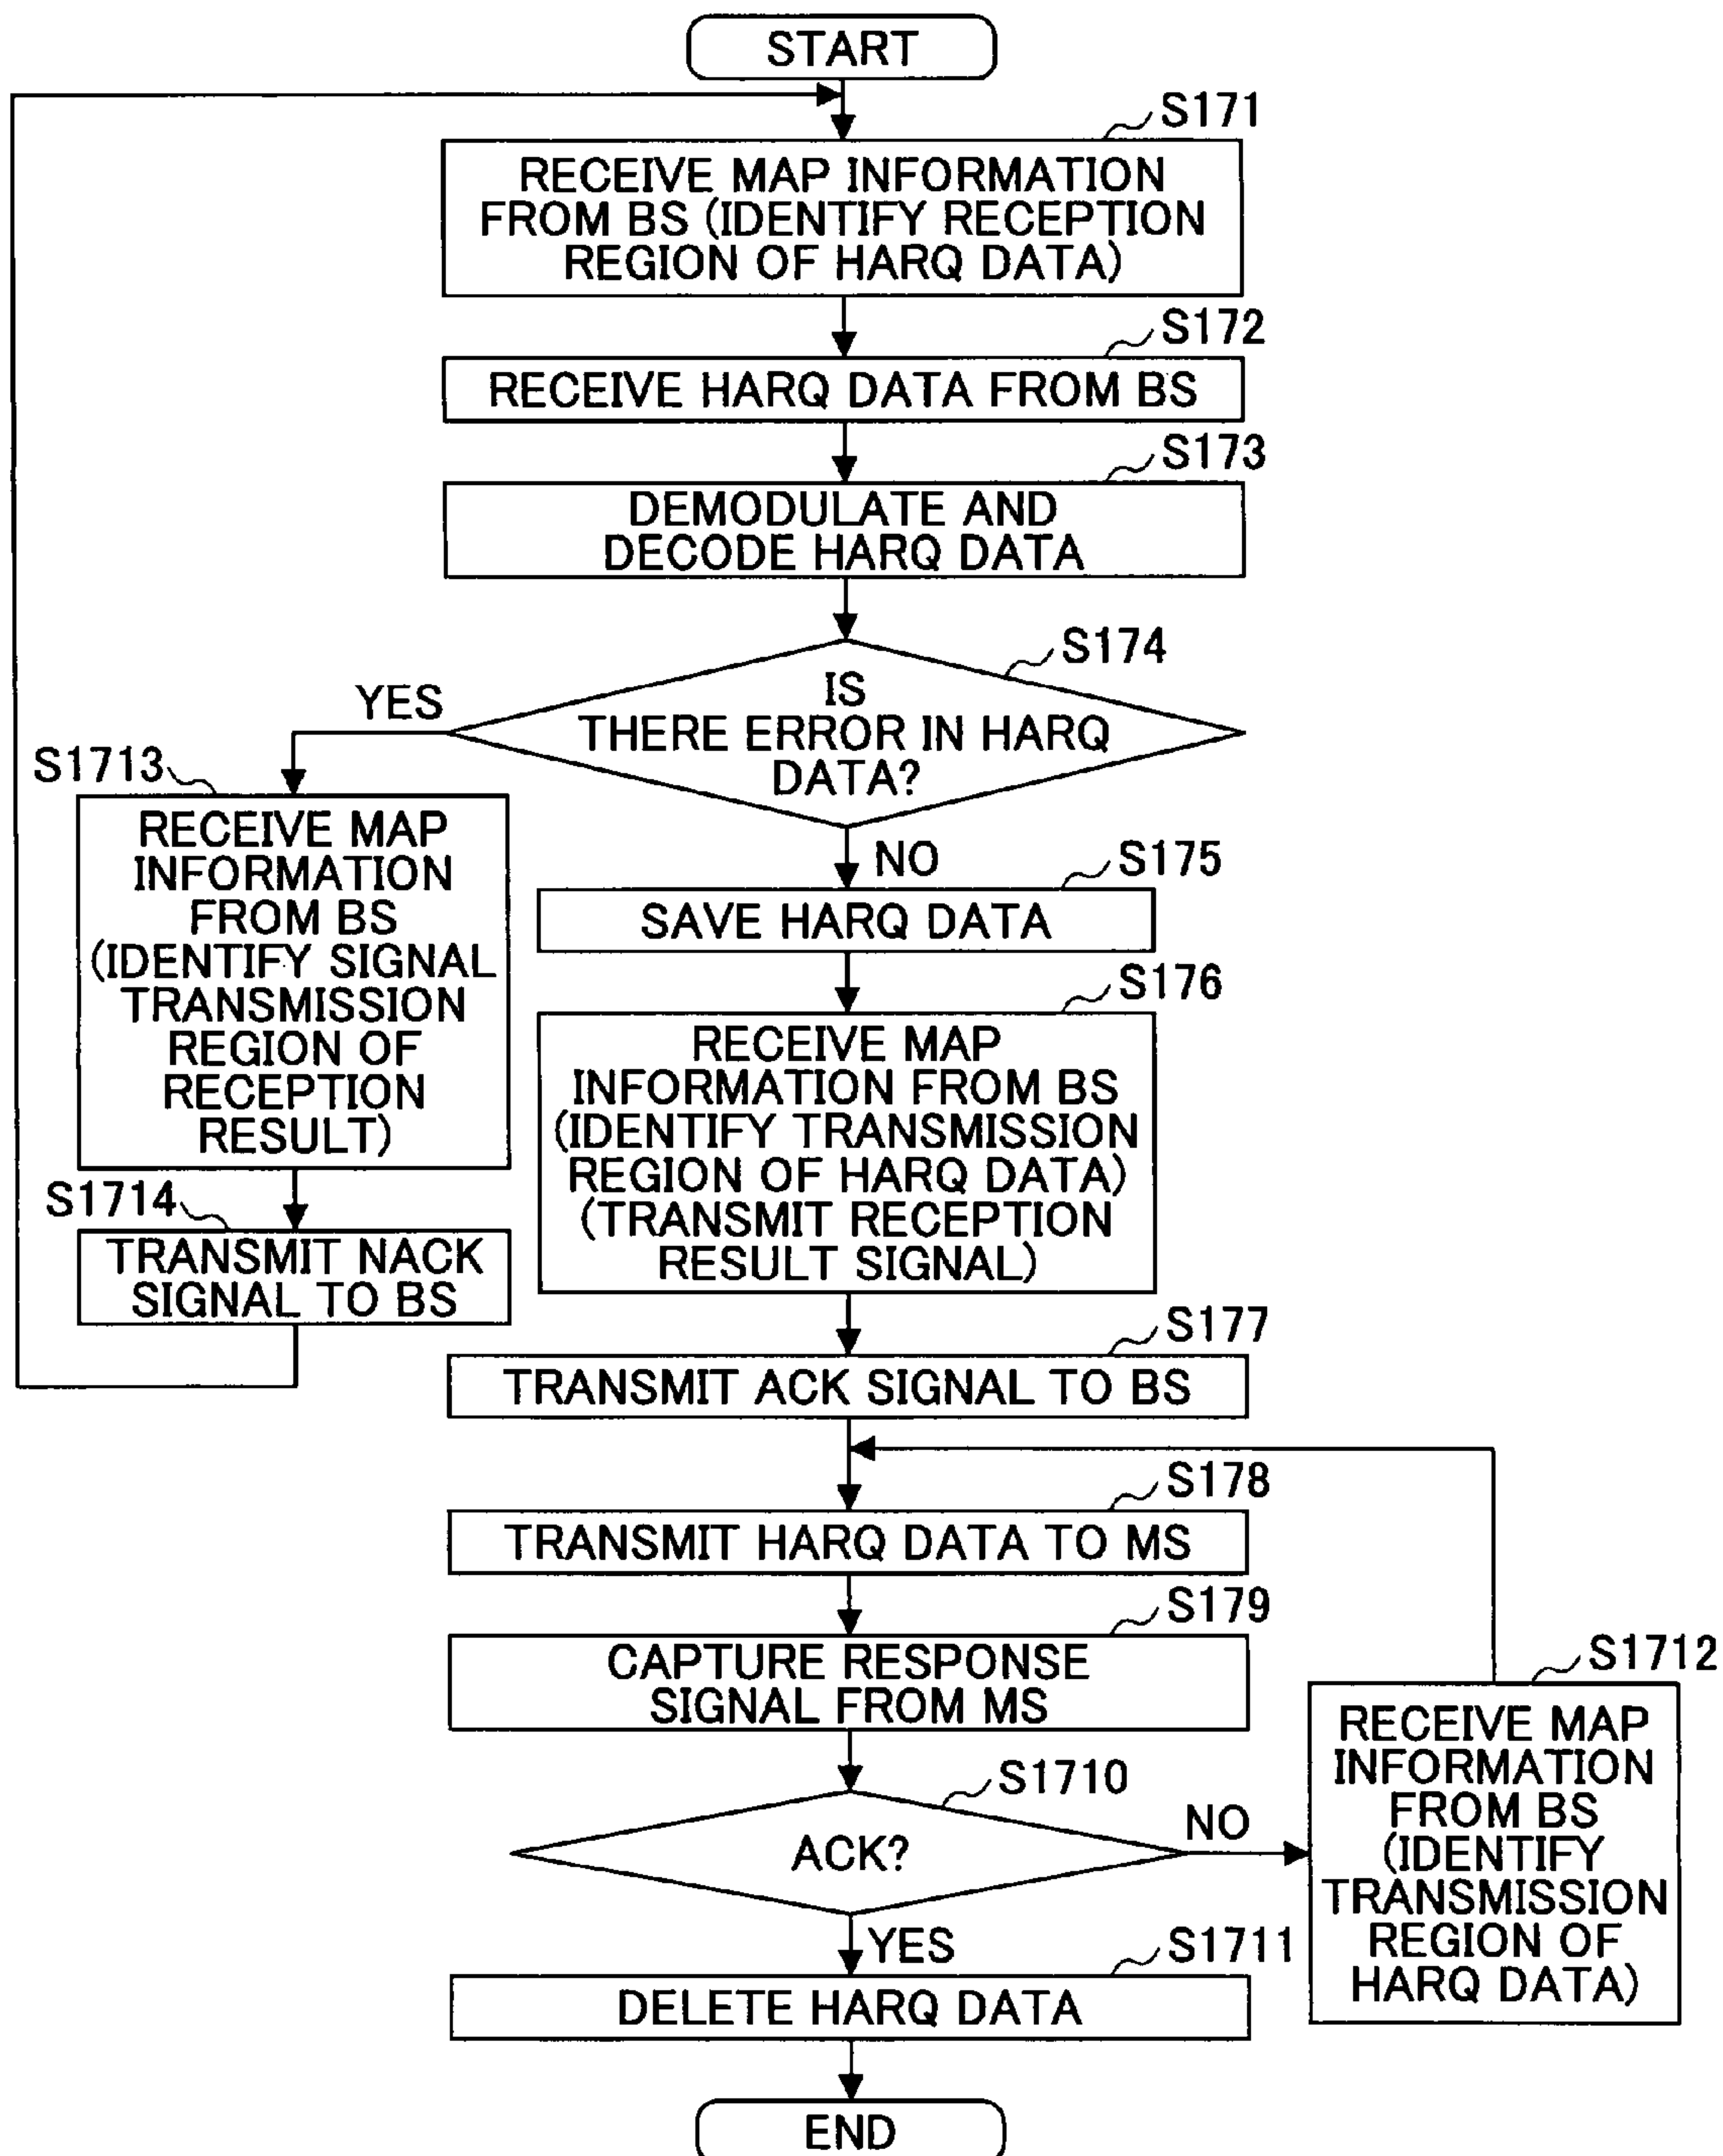 START
S171
RECEIVE MAP INFORMATION
FROM BS (IDENTIFY RECEPTION
REGION OF HARQ DATA)
S172
RECEIVE HARQ DATA FROM BS
S173
DEMODULATE AND
DECODE HARQ DATA
S174
IS
THERE ERROR IN HARQ
DATA?
YES
S1713
RECEIVE MAP
INFORMATION
FROM BS
(IDENTIFY SIGNAL
TRANSMISSION
REGION OF
RECEPTION
RESULT)
S1714
TRANSMIT NACK
SIGNAL TO BS
NO
S175
SAVE HARQ DATA
S176
RECEIVE MAP
INFORMATION FROM BS
(IDENTIFY TRANSMISSION
REGION OF HARQ DATA)
(TRANSMIT RECEPTION
RESULT SIGNAL)
S177
TRANSMIT ACK SIGNAL TO BS
S178
TRANSMIT HARQ DATA TO MS
S179
CAPTURE RESPONSE
SIGNAL FROM MS
S1710
ACK?
NO
S1712
RECEIVE MAP
INFORMATION
FROM BS
(IDENTIFY
TRANSMISSION
REGION OF
HARQ DATA)
YES
S1711
DELETE HARQ DATA
END